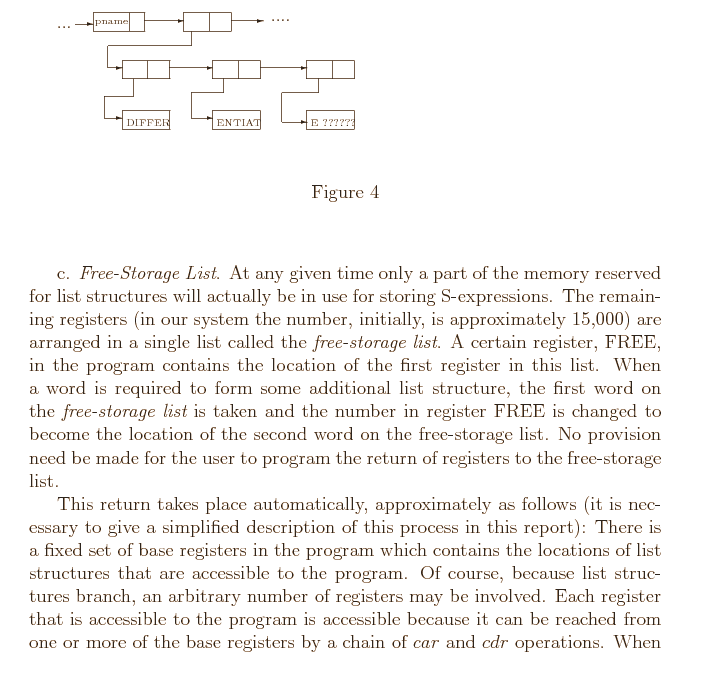 ... pname ....
DIFFER ENTIAT E ??????
Figure 4
c. Free-Storage List. At any given time only a part of the memory reserved
for list structures will actually be in use for storing S-expressions. The remain-
ing registers (in our system the number, initially, is approximately 15,000) are
arranged in a single list called the free-storage list. A certain register, FREE,
in the program contains the location of the first register in this list. When
a word is required to form some additional list structure, the first word on
the free-storage list is taken and the number in register FREE is changed to
become the location of the second word on the free-storage list. No provision
need be made for the user to program the return of registers to the free-storage
list.
This return takes place automatically, approximately as follows (it is nec-
essary to give a simplified description of this process in this report): There is
a fixed set of base registers in the program which contains the locations of list
structures that are accessible to the program. Of course, because list struc-
tures branch, an arbitrary number of registers may be involved. Each register
that is accessible to the program is accessible because it can be reached from
one or more of the base registers by a chain of car and cdr operations. When